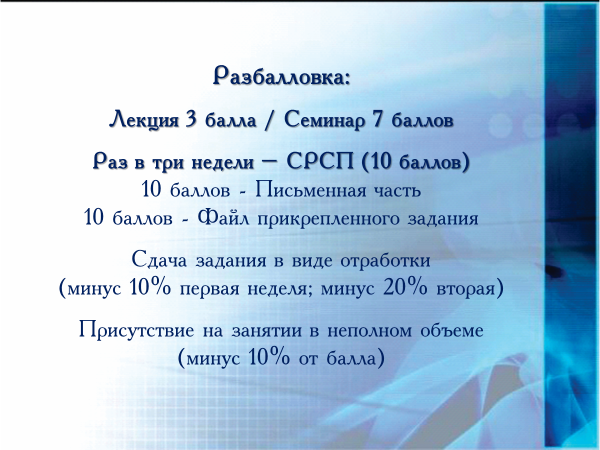 Разбалловка:
Лекция 3 балла / Семинар 7 баллов
Раз в три недели – СРСП (10 баллов)
10 баллов - Письменная часть
10 баллов - Файл прикрепленного задания
Сдача задания в виде отработки
(минус 10% первая неделя; минус 20% вторая)
Присутствие на занятии в неполном объеме
(минус 10% от балла)